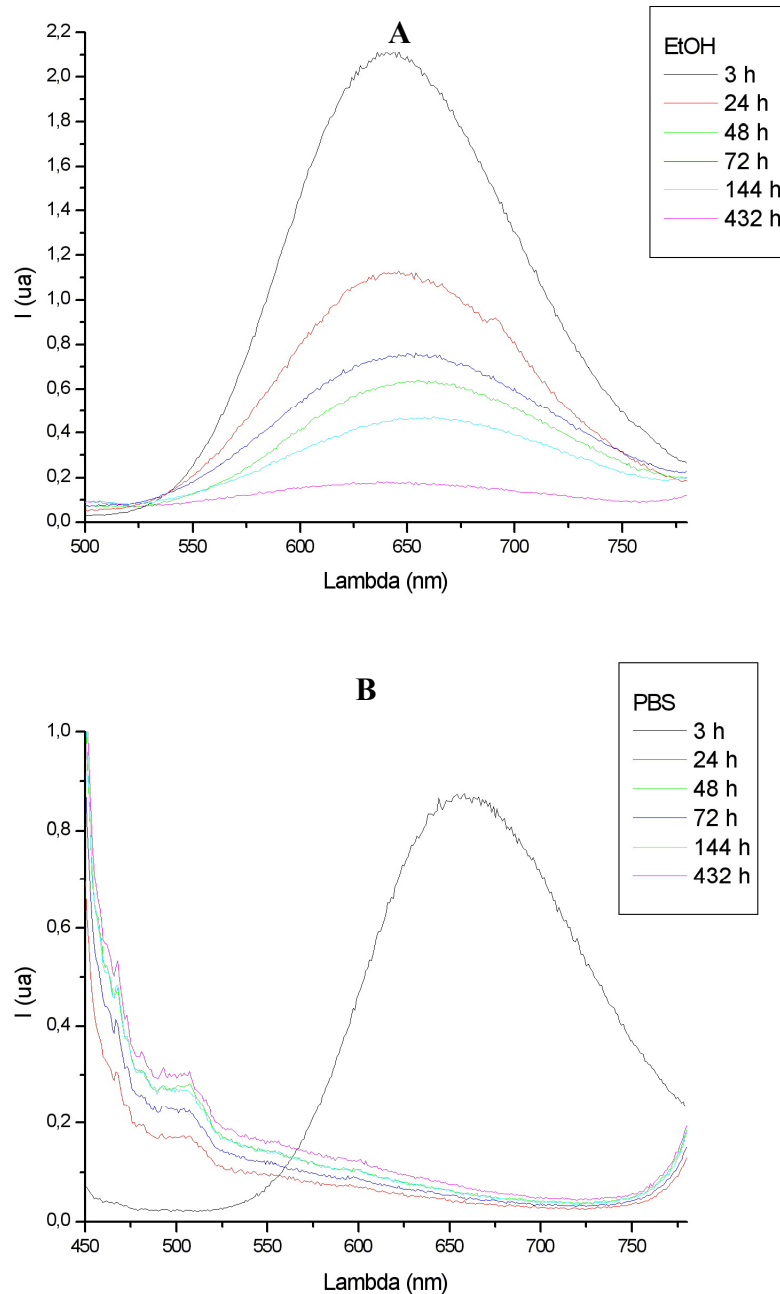 A
EtOH
3 h
24 h
48 h
72 h
144 h
432 h
2,2
2,0
1,8
1,6
1,4
1,2
1,0
0,8
0,6
0,4
0,2
0,0
I (ua)
500 550 600 650 700 750
Lambda (nm)
B
PBS
3 h
24 h
48 h
72 h
144 h
432 h
1,0
0,8
0,6
0,4
0,2
0,0
I (ua)
450 500 550 600 650 700 750
Lambda (nm)